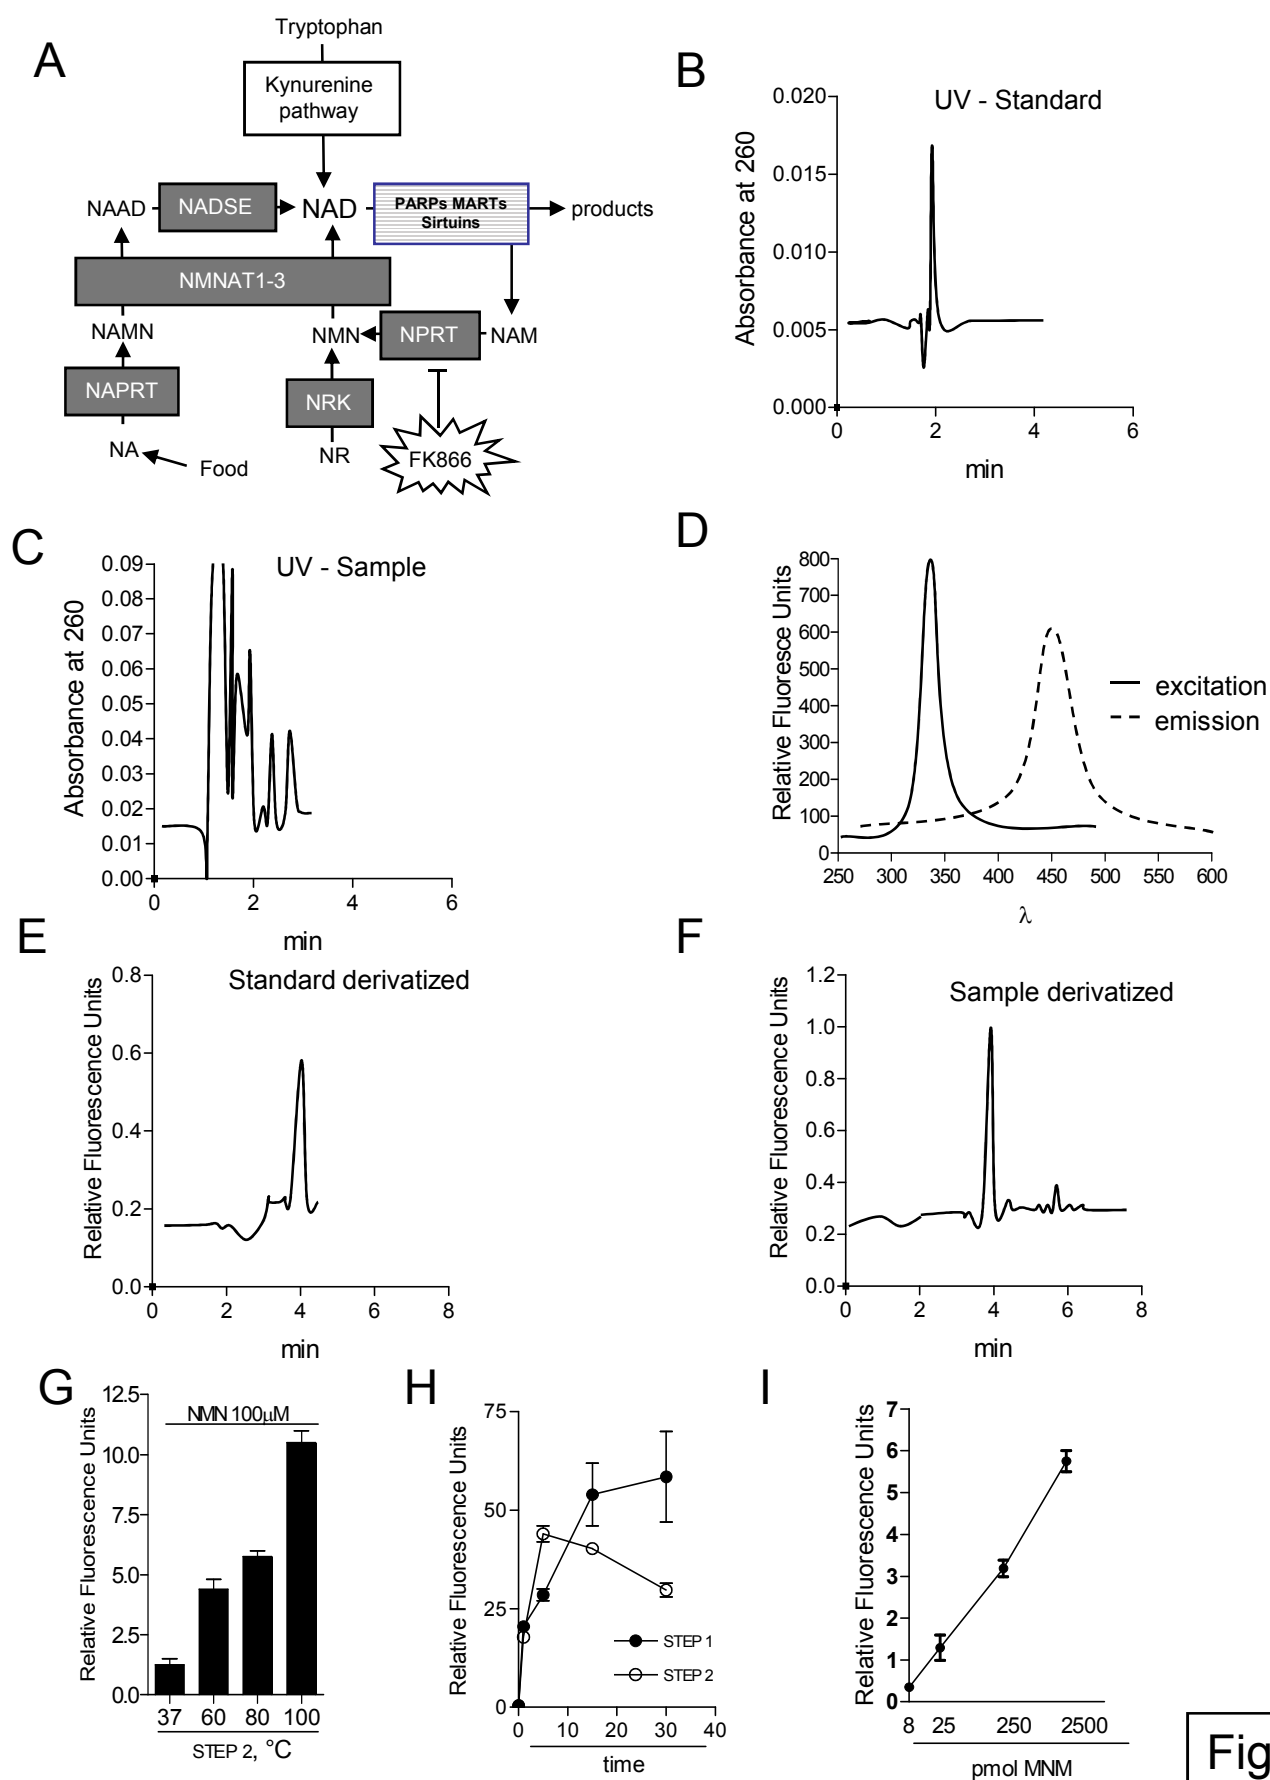 A
Tryptophan
Kynurenine
pathway
NAAD
NADSE
NAD
PARPs MARTs
Sirtuins
products
NMNAT1-3
NAMN
NMN
NPRT
NAM
NAPRT
NRK
NA
Food
NR
FK866
B
UV - Standard
Absorbance at 260
0.020
0.015
0.010
0.005
0.000
0 2 4 6
min
C
UV - Sample
Absorbance at 260
0.09
0.08
0.07
0.06
0.05
0.04
0.03
0.02
0.01
0.00
0 2 4 6
min
D
Relative Fluoresce Units
800
700
600
500
400
300
200
100
0
250 300 350 400 450 500 550 600
λ
excitation
emission
E
Standard derivatized
Relative Fluorescence Units
0.8
0.6
0.4
0.2
0.0
0 2 4 6 8
min
F
Sample derivatized
Relative Fluorescence Units
1.2
1.0
0.8
0.6
0.4
0.2
0.0
0 2 4 6 8
min
G
NMN 100μM
Relative Fluorescence Units
12.5
10.0
7.5
5.0
2.5
0.0
37 60 80 100
STEP 2, °C
H
Relative Fluorescence Units
75
50
25
0
0 10 20 30 40
time
STEP 1
STEP 2
I
Relative Fluorescence Units
7
6
5
4
3
2
1
0
8 25 250 2500
pmol MNM
Fig